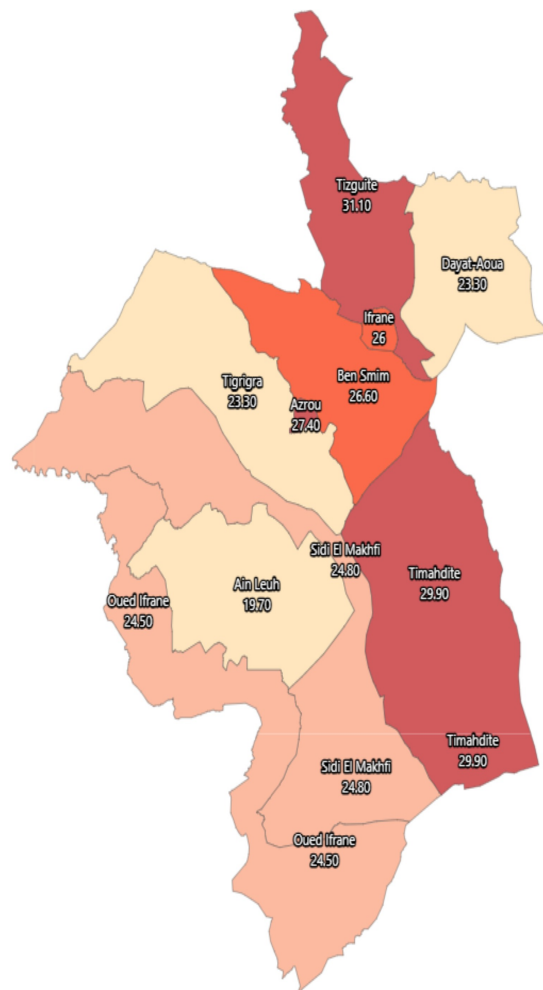 Tizguite
31.10
Dayat-Aoua
23.30
Ifrane
26
Ben Smim
26.60
Tigrigra
23.30
Azrou
27.40
Sidi El Makhfi
24.80
Timahdite
29.90
Ain Leuh
19.70
Oued Ifrane
24.50
Timahdite
29.90
Sidi El Makhfi
24.80
Oued Ifrane
24.50